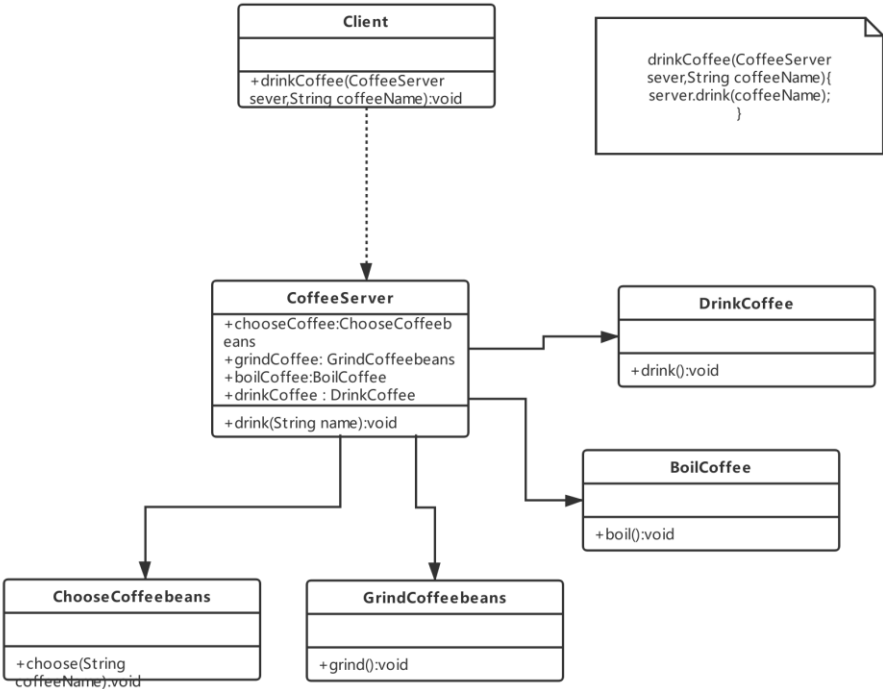 Client
+drinkCoffee(CoffeeServer
sever,String coffeeName):void
drinkCoffee(CoffeeServer
sever,String coffeeName){
server.drink(coffeeName);
}
CoffeeServer
+chooseCoffee:ChooseCoffeeb
eans
+grindCoffee: GrindCoffeebeans
+boilCoffee:BoilCoffee
+drinkCoffee : DrinkCoffee
+drink(String name):void
DrinkCoffee
+drink():void
BoilCoffee
+boil():void
ChooseCoffeebeans
+choose(String
coffeeName):void
GrindCoffeebeans
+grind():void